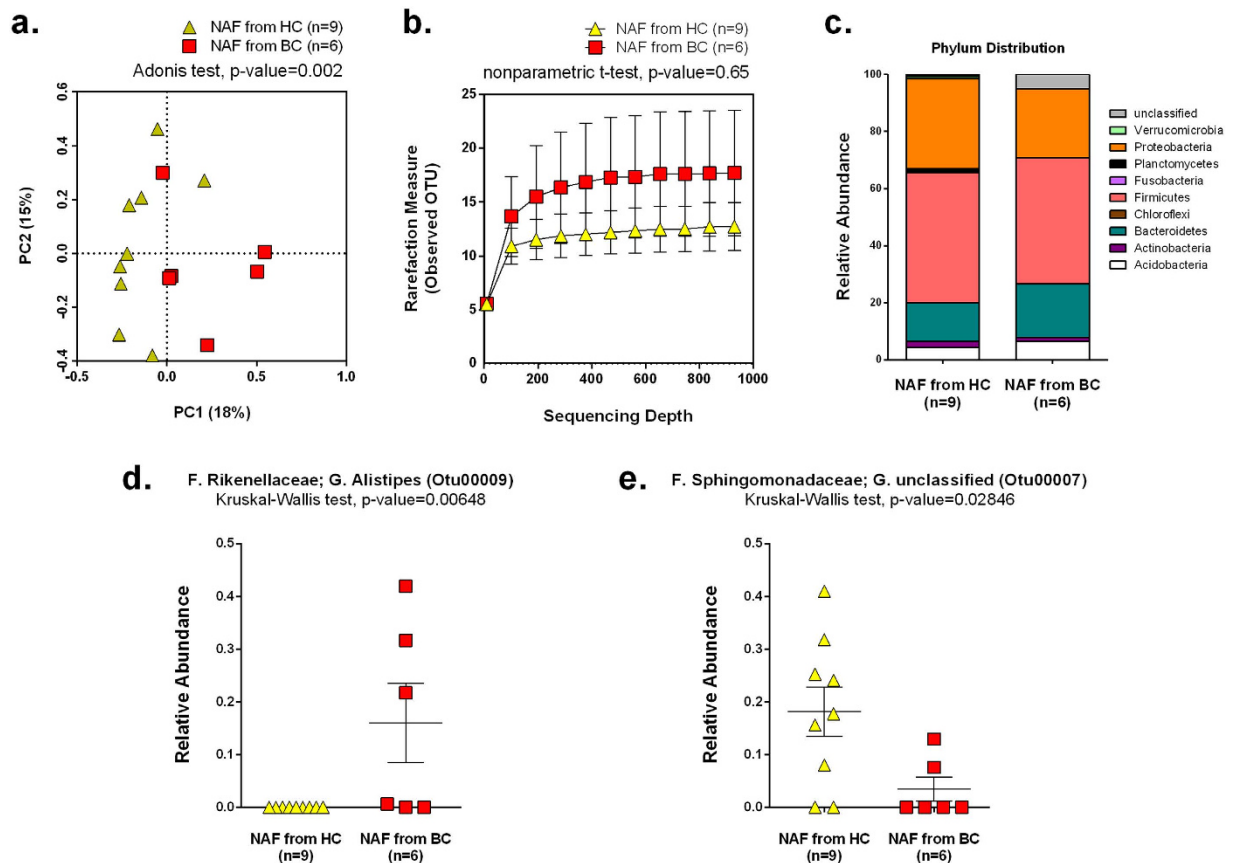 a.
NAF from HC (n=9)
NAF from BC (n=6)
Adonis test, p-value=0.002
0.6
0.4
0.2
0.0
-0.2
-0.4
PC2 (15%)
-0.5
0.0
0.5
1.0
PC1 (18%)
b.
NAF from HC (n=9)
NAF from BC (n=6)
nonparametric t-test, p-value=0.65
Rarefaction Measure
(Observed OTU)
25
20
15
10
5
0
0
200
400
600
800
1000
Sequencing Depth
c.
Phylum Distribution
Relative Abundance
100
80
60
40
20
0
NAF from HC
(n=9)
NAF from BC
(n=6)
unclassified
Verrucomicrobia
Proteobacteria
Planctomycetes
Fusobacteria
Firmicutes
Chloroflexi
Bacteroidetes
Actinobacteria
Acidobacteria
d.
F. Rikenellaceae; G. Alistipes (Otu00009)
Kruskal-Wallis test, p-value=0.00648
Relative Abundance
0.5
0.4
0.3
0.2
0.1
0.0
NAF from HC
(n=9)
NAF from BC
(n=6)
e.
F. Sphingomonadaceae; G. unclassified (Otu00007)
Kruskal-Wallis test, p-value=0.02846
Relative Abundance
0.5
0.4
0.3
0.2
0.1
0.0
NAF from HC
(n=9)
NAF from BC
(n=6)